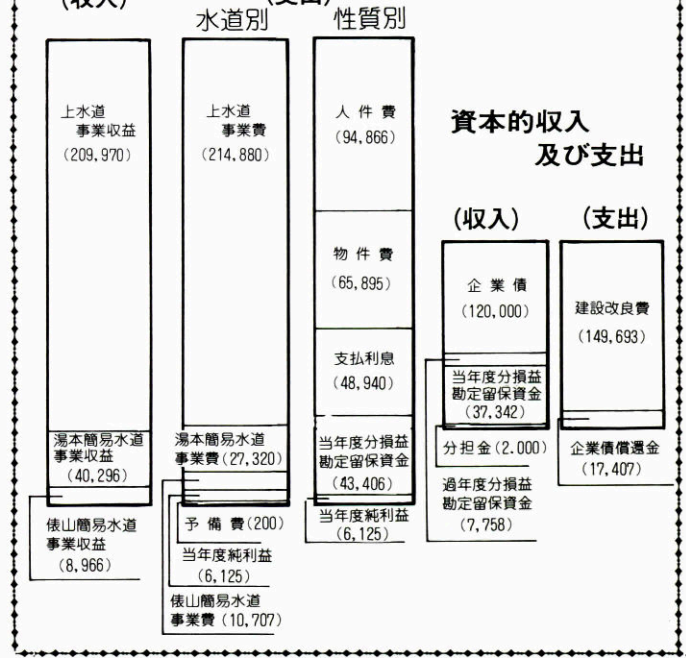 (収入)
(支出)
水道別
性質別
上水道
事業収益
(209,970)
湯本簡易水道
事業収益
(40,296)
俵山簡易水道
事業収益
(8,966)
上水道
事業費
(214,880)
湯本簡易水道
事業費(27,320)
予備費(200)
当年度純利益
(6,125)
俵山簡易水道
事業費(10,707)
人件費
(94,866)
物件費
(65,895)
支払利息
(48,940)
当年度分損益
勘定留保資金
(43,406)
当年度純利益
(6,125)
資本的収入
及び支出
(収入)
企業債
(120,000)
当年度分損益
勘定留保資金
(37,342)
分担金(2.000)
過年度分損益
勘定留保資金
(7,758)
(支出)
建設改良費
(149,693)
企業債償還金
(17,407)